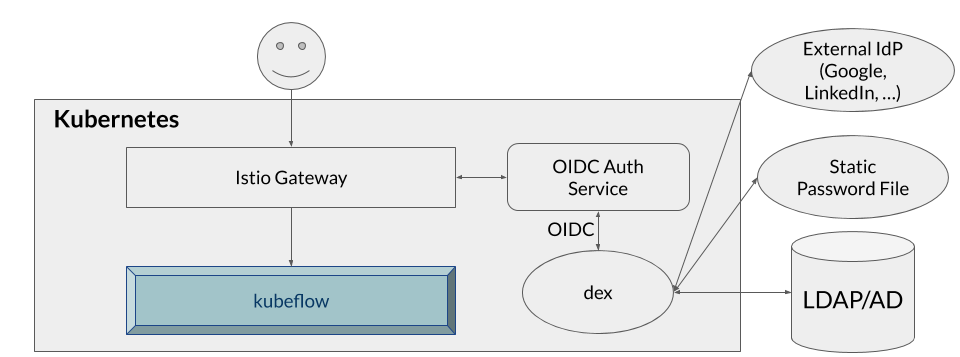 External IdP
(Google,
LinkedIn, ...)
Kubernetes
Istio Gateway
OIDC Auth
Service
Static
Password File
OIDC
kubeflow
dex
LDAP/AD